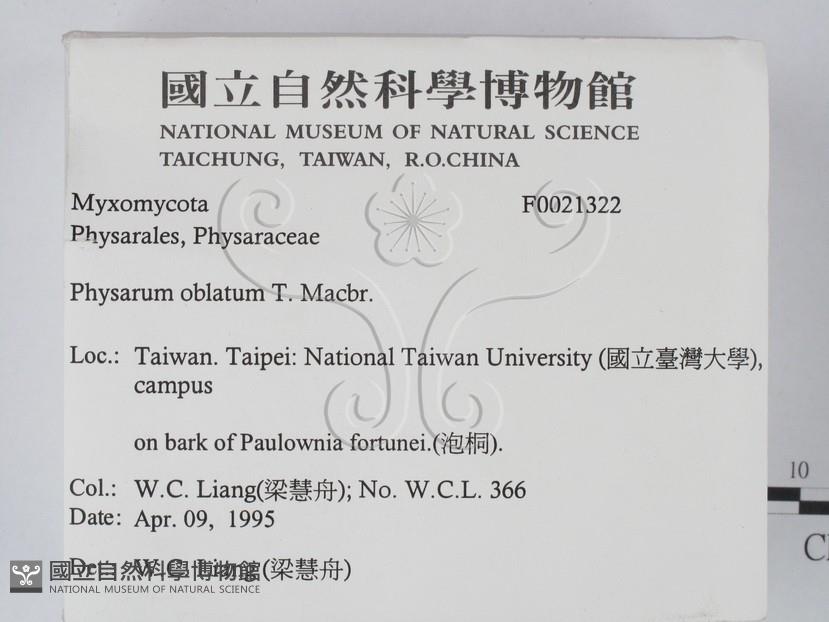 國立自然科學博物館
NATIONAL MUSEUM OF NATURAL SCIENCE
TAICHUNG, TAIWAN, R.O.CHINA
Myxomycota F0021322
Physarales, Physaraceae
Physarum oblatum T. Macbr.
Loc.: Taiwan. Taipei: National Taiwan University (國立臺灣大學),
campus
on bark of Paulownia fortunei.(泡桐).
Col.: W.C. Liang(梁慧舟); No. W.C.L. 366
10
Date: Apr. 09, 1995
Det.: W.C. Liang(梁慧舟)
國立自然科學博物館
NATIONAL MUSEUM OF NATURAL SCIENCE